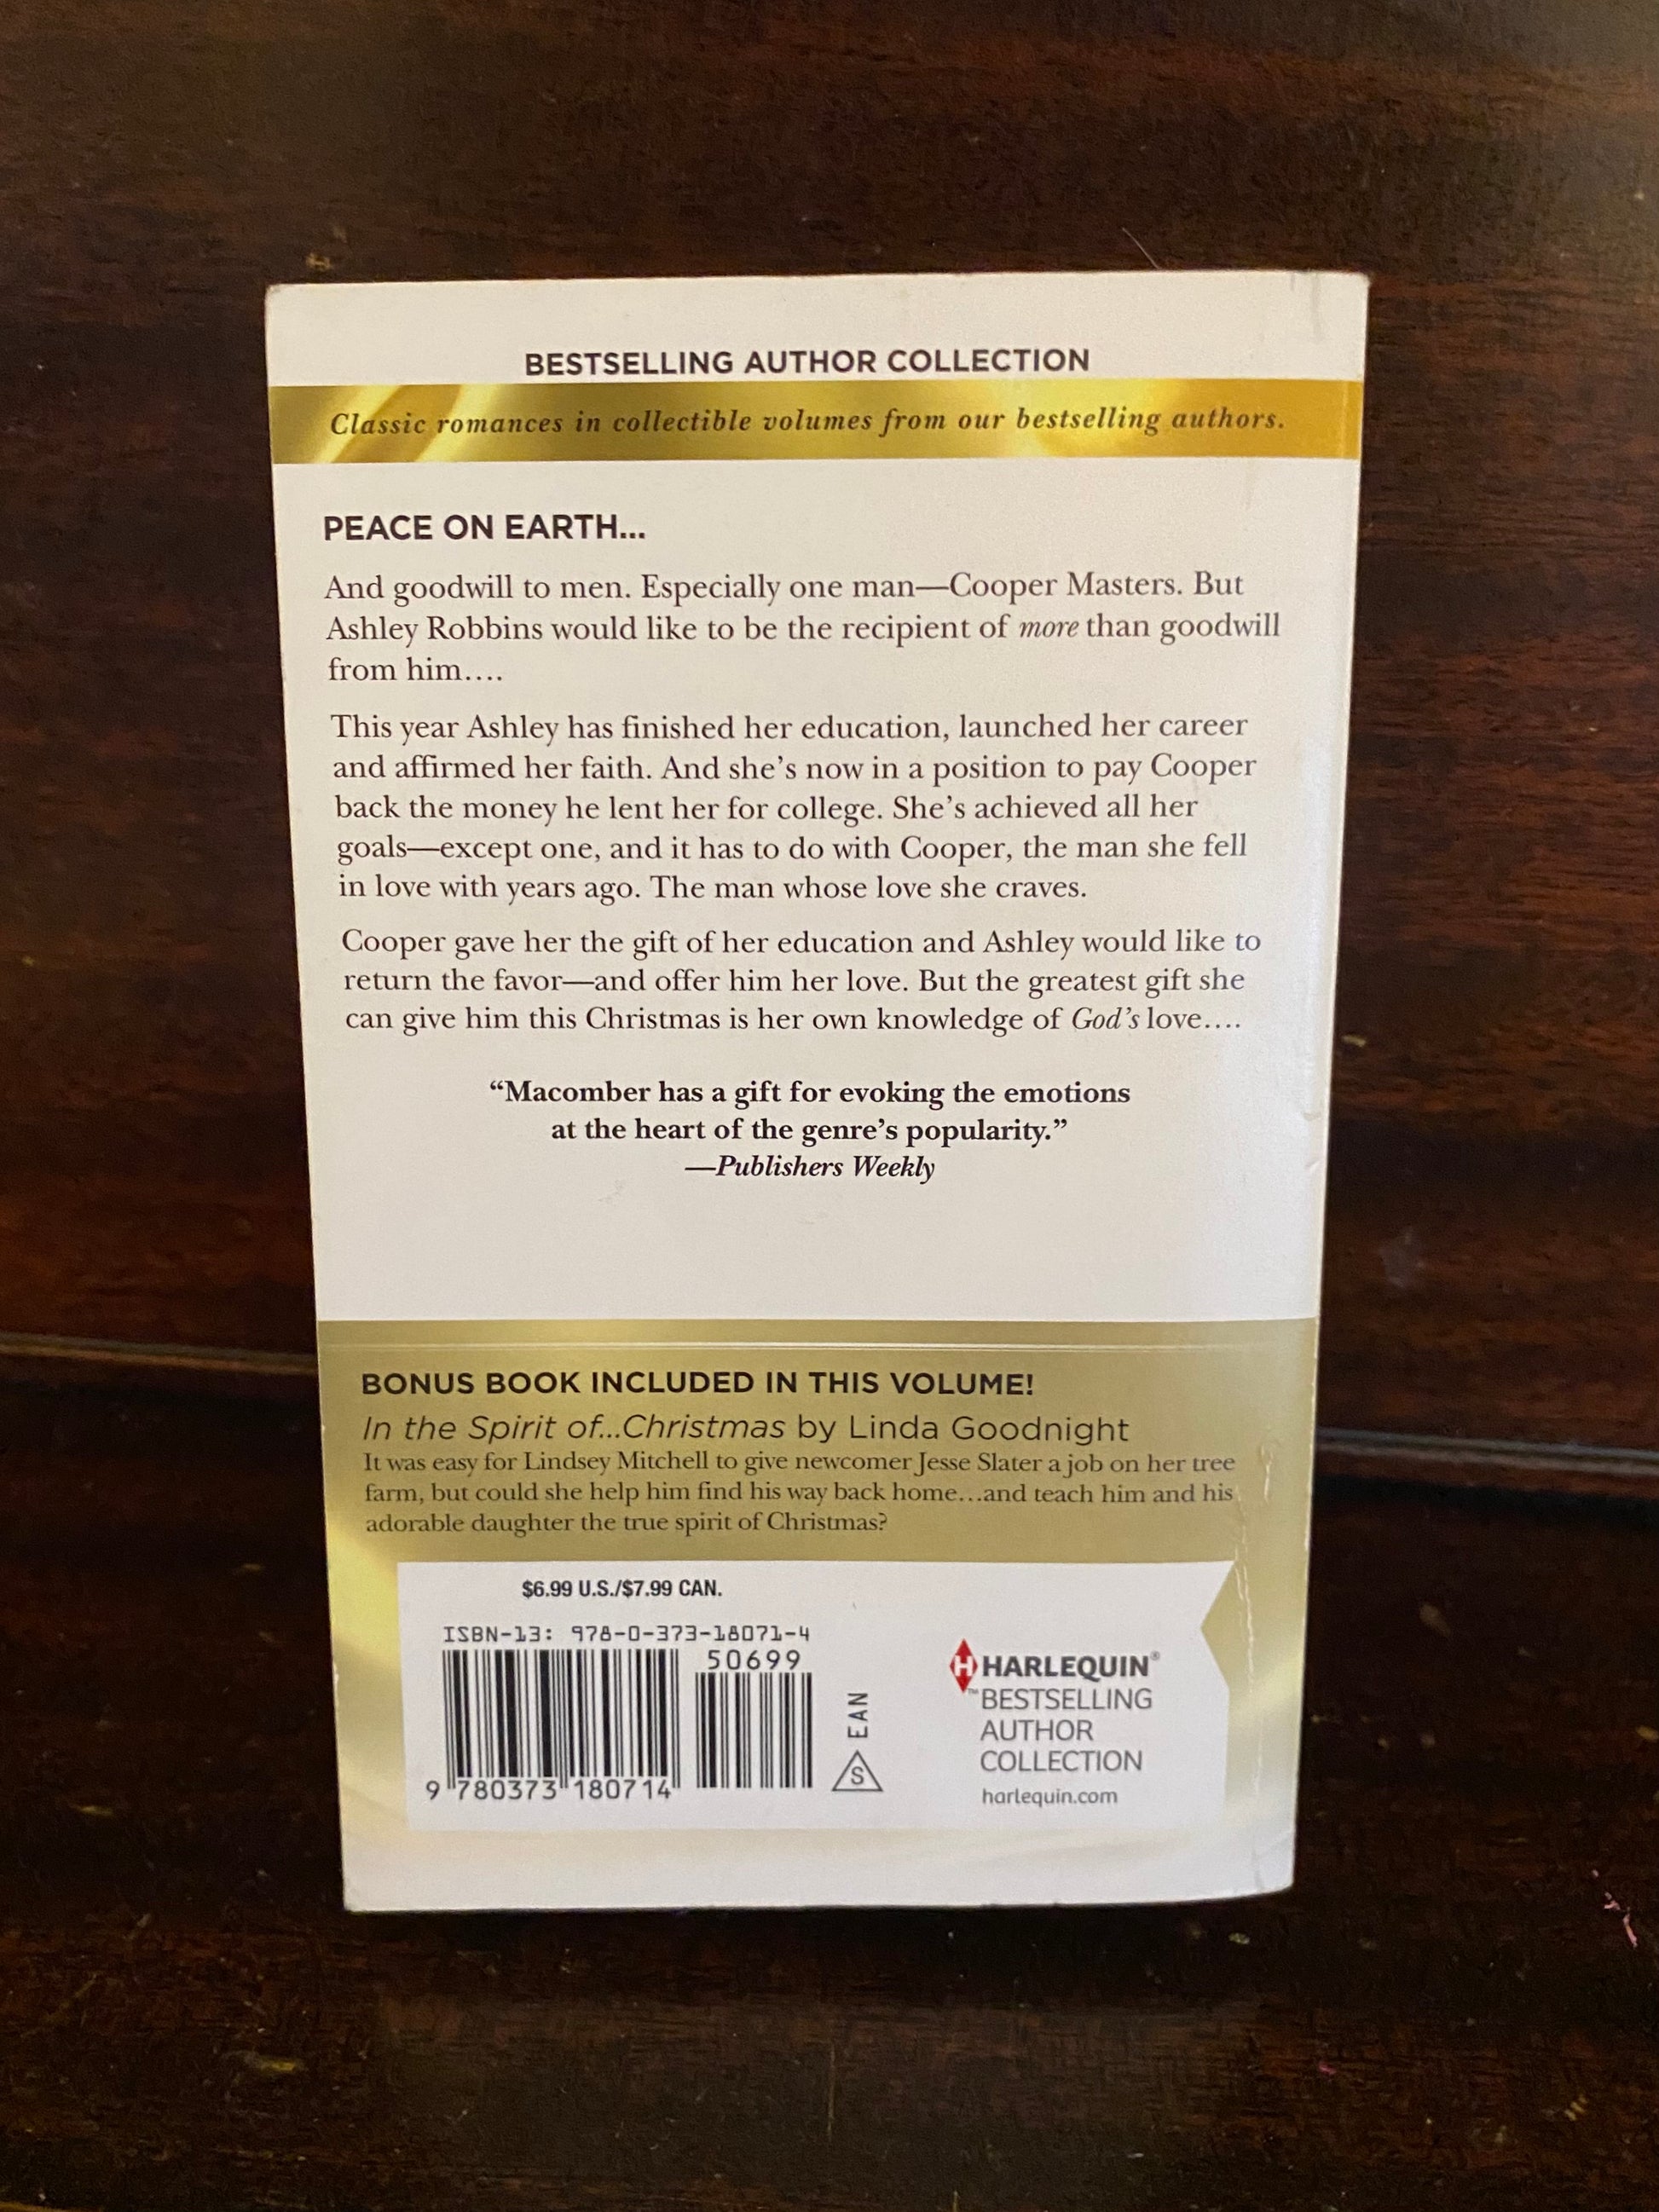 BESTSELLING AUTHOR COLLECTION
Classic romances in collectible volumes from our bestselling authors.
PEACE ON EARTH...
And goodwill to men. Especially one man—Cooper Masters. But
Ashley Robbins would like to be the recipient of more than goodwill
from him....
This year Ashley has finished her education, launched her career
and affirmed her faith. And she's now in a position to pay Cooper
back the money he lent her for college. She's achieved all her
goals—except one, and it has to do with Cooper, the man she fell
in love with years ago. The man whose love she craves.
Cooper gave her the gift of her education and Ashley would like to
return the favor—and offer him her love. But the greatest gift she
can give him this Christmas is her own knowledge of God's love....
“Macomber has a gift for evoking the emotions
at the heart of the genre's popularity.”
—Publishers Weekly
BONUS BOOK INCLUDED IN THIS VOLUME!
In the Spirit of...Christmas by Linda Goodnight
It was easy for Lindsey Mitchell to give newcomer Jesse Slater a job on her tree
farm, but could she help him find his way back home...and teach him and his
adorable daughter the true spirit of Christmas?
$6.99 U.S./$7.99 CAN.
ISBN-13: 978-0-373-18071-4
50699
9 780373 180714
EAN
S
H HARLEQUIN®
™ BESTSELLING
AUTHOR
COLLECTION
harlequin.com